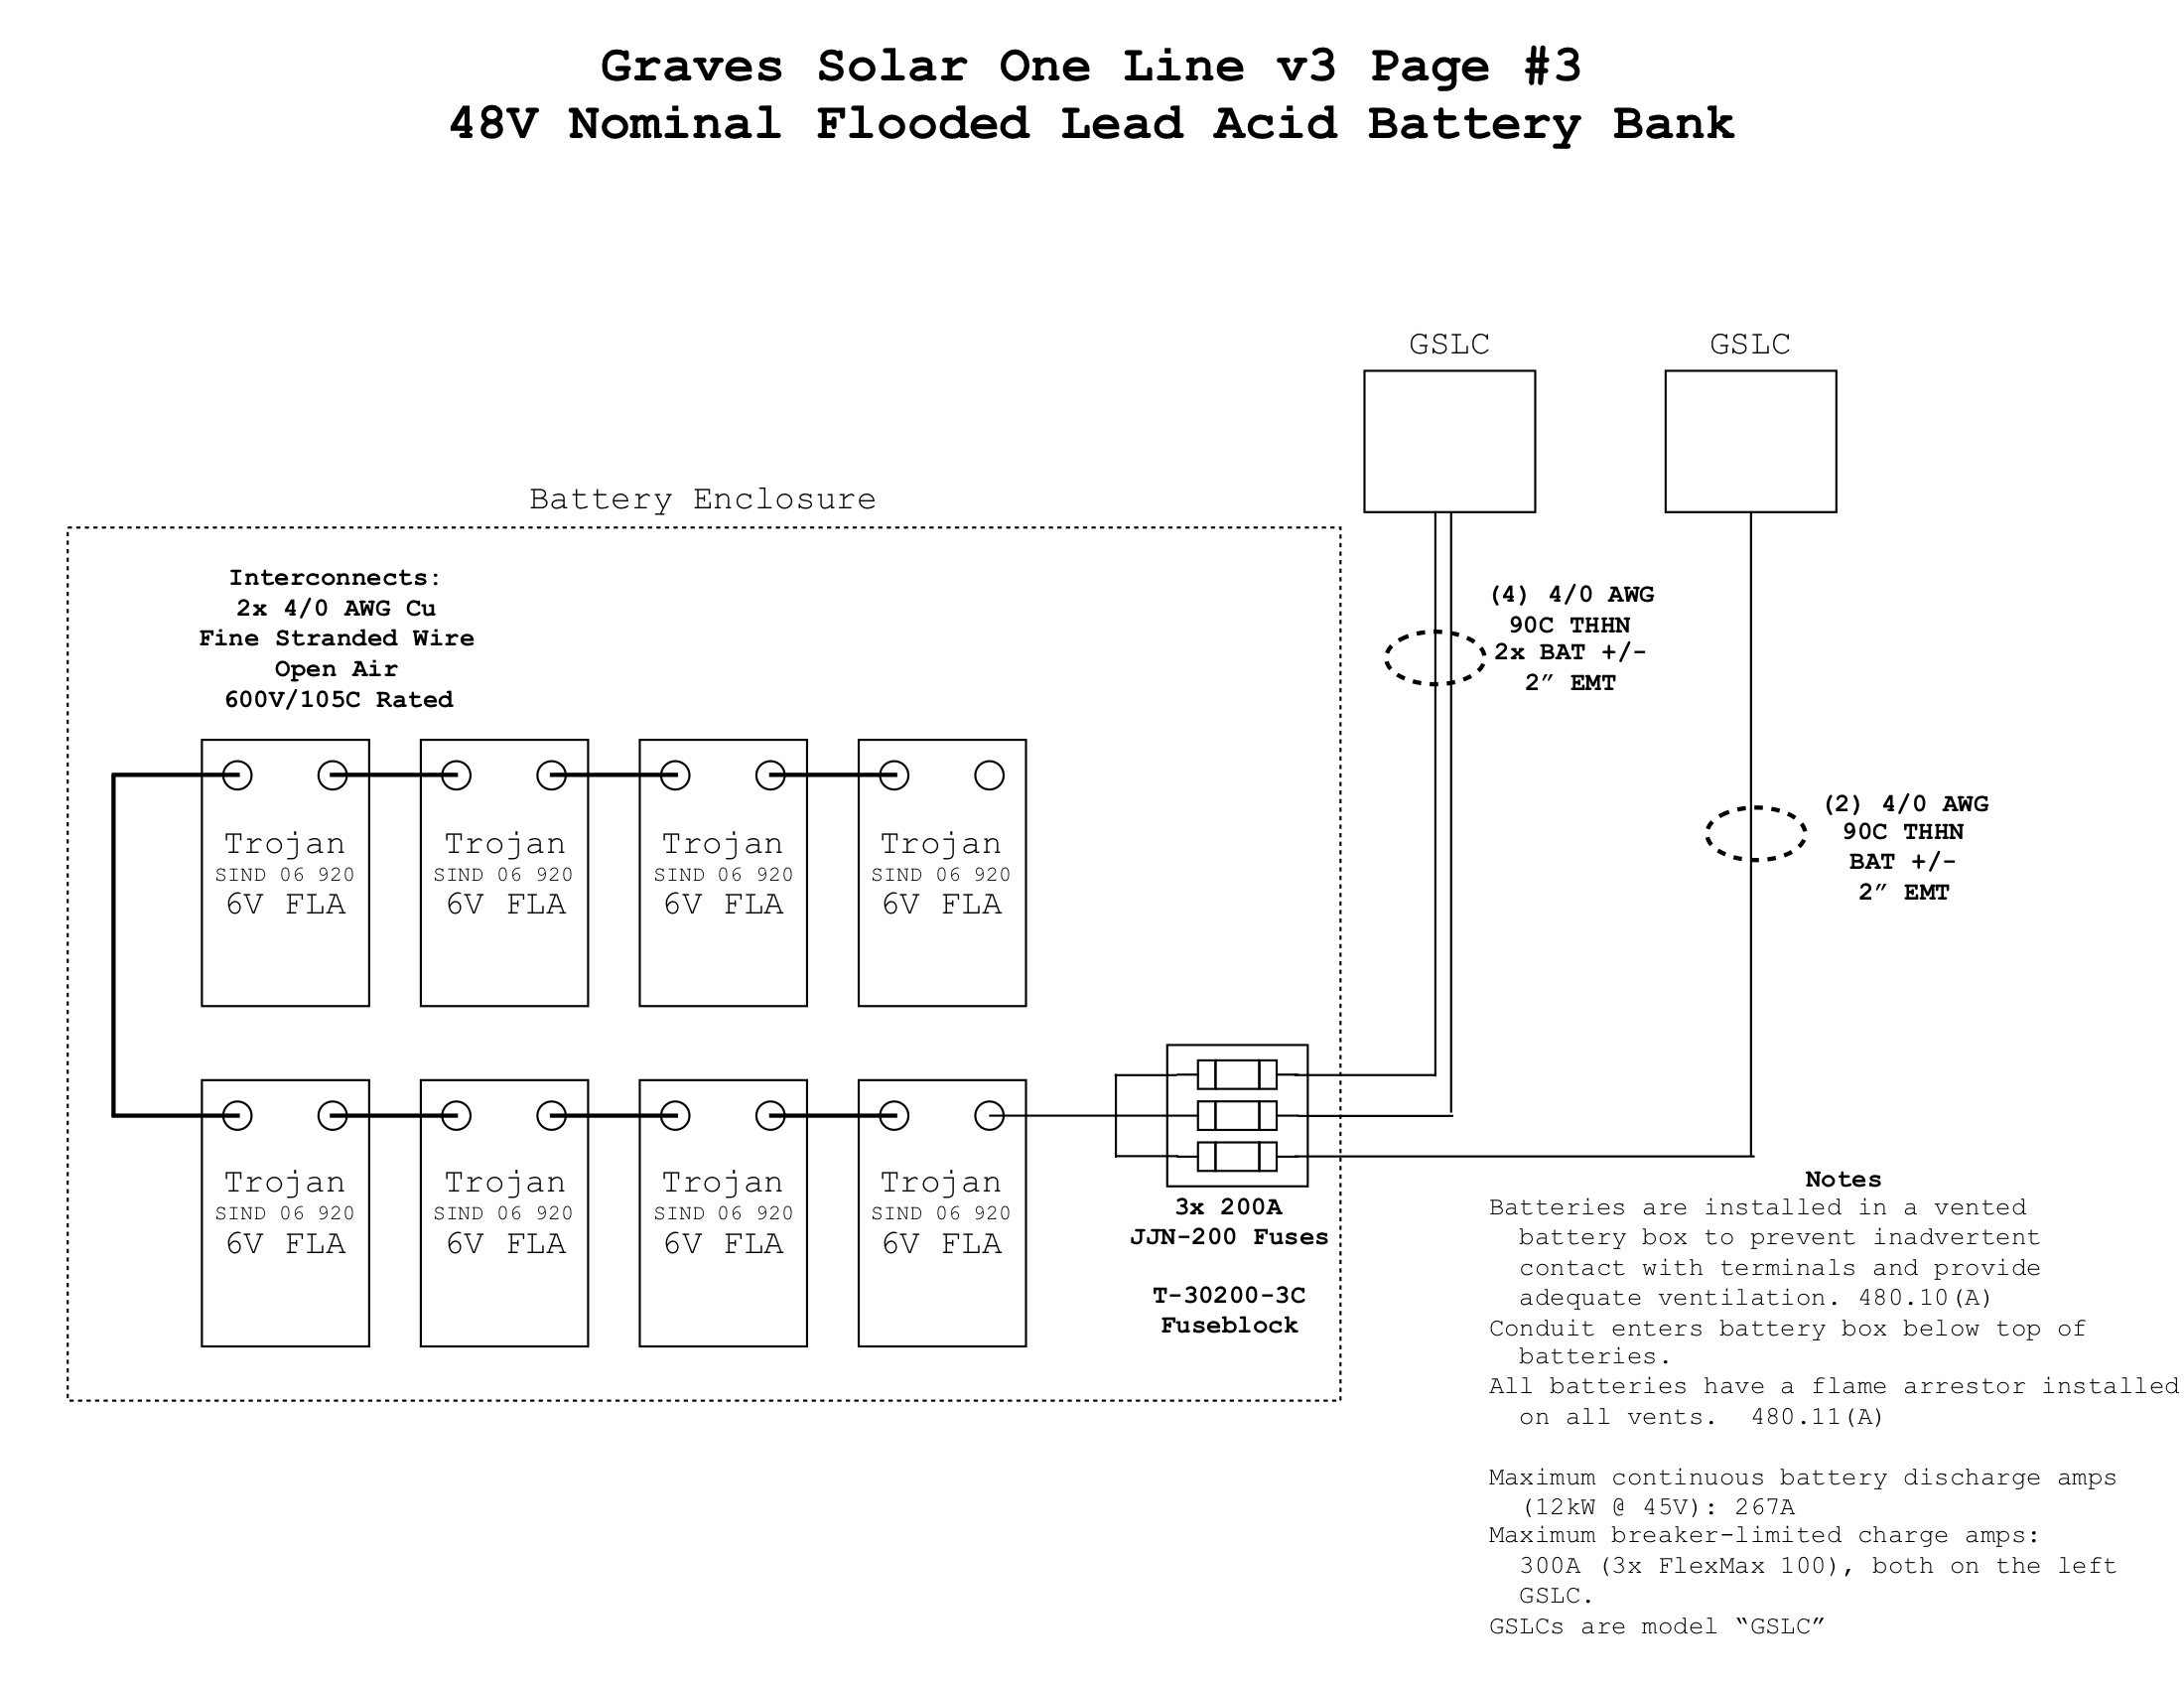 Graves Solar One Line v3 Page #3
48V Nominal Flooded Lead Acid Battery Bank
GSLC
GSLC
Battery Enclosure
Interconnects:
2x 4/0 AWG Cu
Fine Stranded Wire
Open Air
600V/105C Rated
(4) 4/0 AWG
90C THHN
2x BAT +/-
2″ EMT
(2) 4/0 AWG
90C THHN
BAT +/-
2″ EMT
Trojan
SIND 06 920
6V FLA
Trojan
SIND 06 920
6V FLA
Trojan
SIND 06 920
6V FLA
Trojan
SIND 06 920
6V FLA
Trojan
SIND 06 920
6V FLA
Trojan
SIND 06 920
6V FLA
Trojan
SIND 06 920
6V FLA
Trojan
SIND 06 920
6V FLA
3x 200A
JJN-200 Fuses
T-30200-3C
Fuseblock
Notes
Batteries are installed in a vented
battery box to prevent inadvertent
contact with terminals and provide
adequate ventilation. 480.10(A)
Conduit enters battery box below top of
batteries.
All batteries have a flame arrestor installed
on all vents.  480.11(A)
Maximum continuous battery discharge amps
(12kW @ 45V): 267A
Maximum breaker-limited charge amps:
300A (3x FlexMax 100), both on the left
GSLC.
GSLCs are model “GSLC”